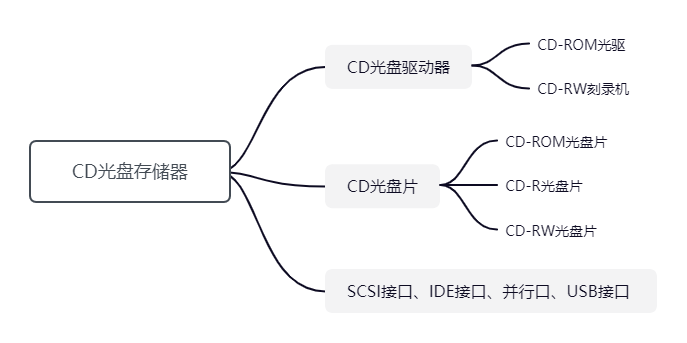 CD光盘存储器
CD光盘驱动器
CD-ROM光驱
CD-RW刻录机
CD光盘片
CD-ROM光盘片
CD-R光盘片
CD-RW光盘片
SCSI接口、IDE接口、并行口、USB接口